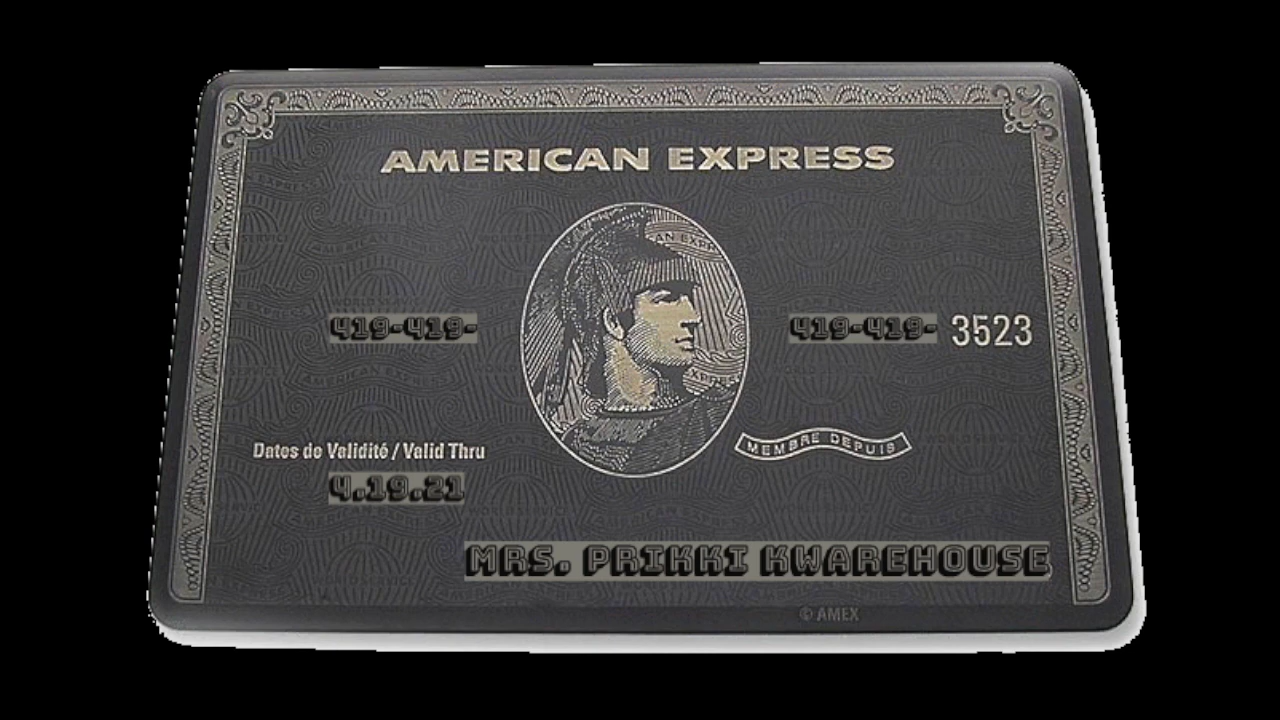 AMERICAN EXPRESS
419-419- 419-419- 3523
MEMBRE DEPUIS
Dates de Validité / Valid Thru
4.19.21
MRS. PRIKKI KWAREHOUSE
© AMEX